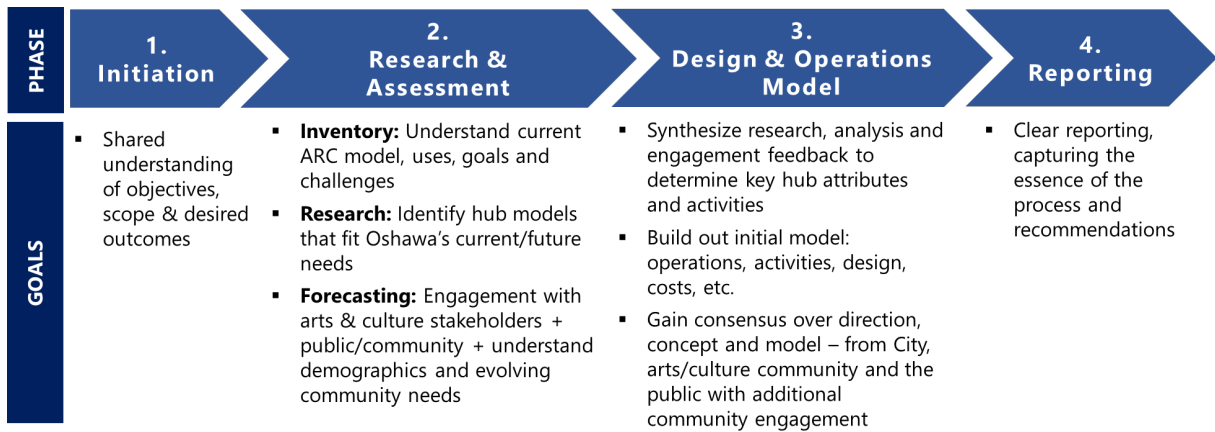 PHASE
1.
Initiation
2.
Research &
Assessment
3.
Design & Operations
Model
4.
Reporting
GOALS
▪ Shared
understanding
of objectives,
scope & desired
outcomes
▪ Inventory: Understand current
ARC model, uses, goals and
challenges
▪ Research: Identify hub models
that fit Oshawa’s current/future
needs
▪ Forecasting: Engagement with
arts & culture stakeholders +
public/community + understand
demographics and evolving
community needs
▪ Synthesize research, analysis and
engagement feedback to
determine key hub attributes
and activities
▪ Build out initial model:
operations, activities, design,
costs, etc.
▪ Gain consensus over direction,
concept and model – from City,
arts/culture community and the
public with additional
community engagement
▪ Clear reporting,
capturing the
essence of the
process and
recommendations